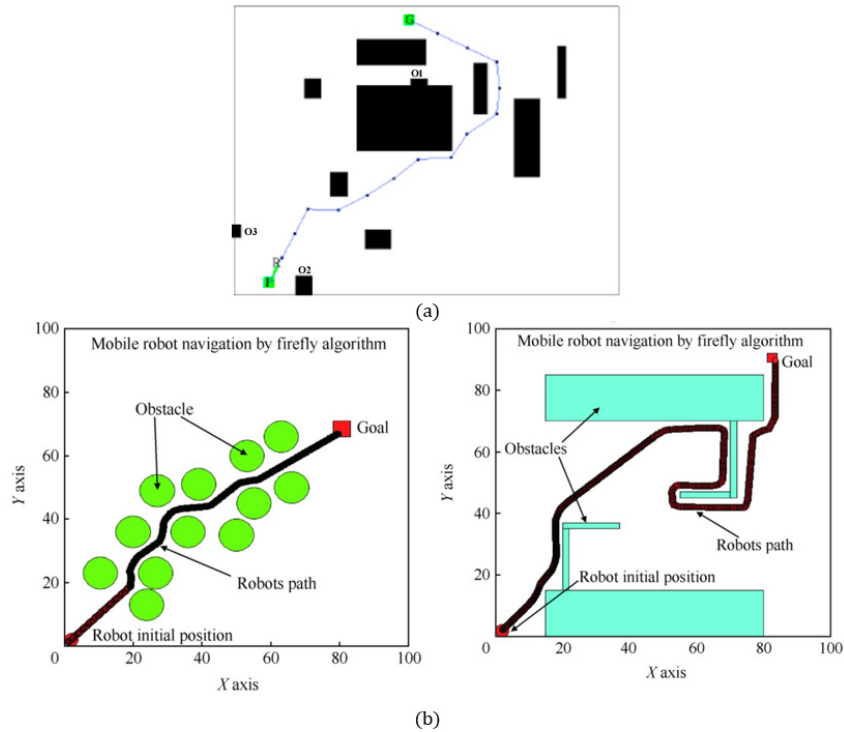 G
O1
O3
R
O2
(a)
100
80
60
40
20
0
Y axis
Mobile robot navigation by firefly algorithm
Obstacle
Goal
Robots path
Robot initial position
20
40
60
80
100
X axis
100
80
60
40
20
0
Y axis
Mobile robot navigation by firefly algorithm
Goal
Obstacles
Robots path
Robot initial position
20
40
60
80
100
X axis
(b)